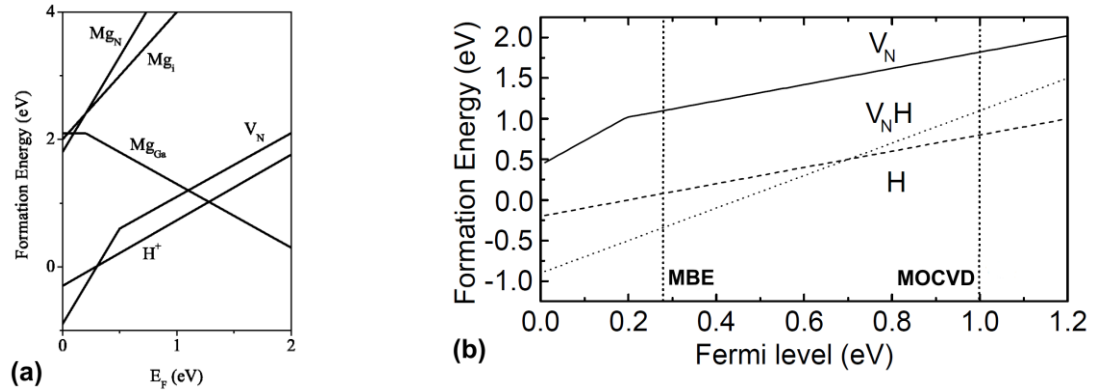 4
2
0
Formation Energy (eV)
Mg_N
Mg_i
V_N
Mg_Ga
H⁺
0 1 2
E_F (eV)
(a)
2.0
1.5
1.0
0.5
0.0
-0.5
-1.0
Formation Energy (eV)
V_N
V_NH
H
MBE
MOCVD
0.0 0.2 0.4 0.6 0.8 1.0 1.2
Fermi level (eV)
(b)